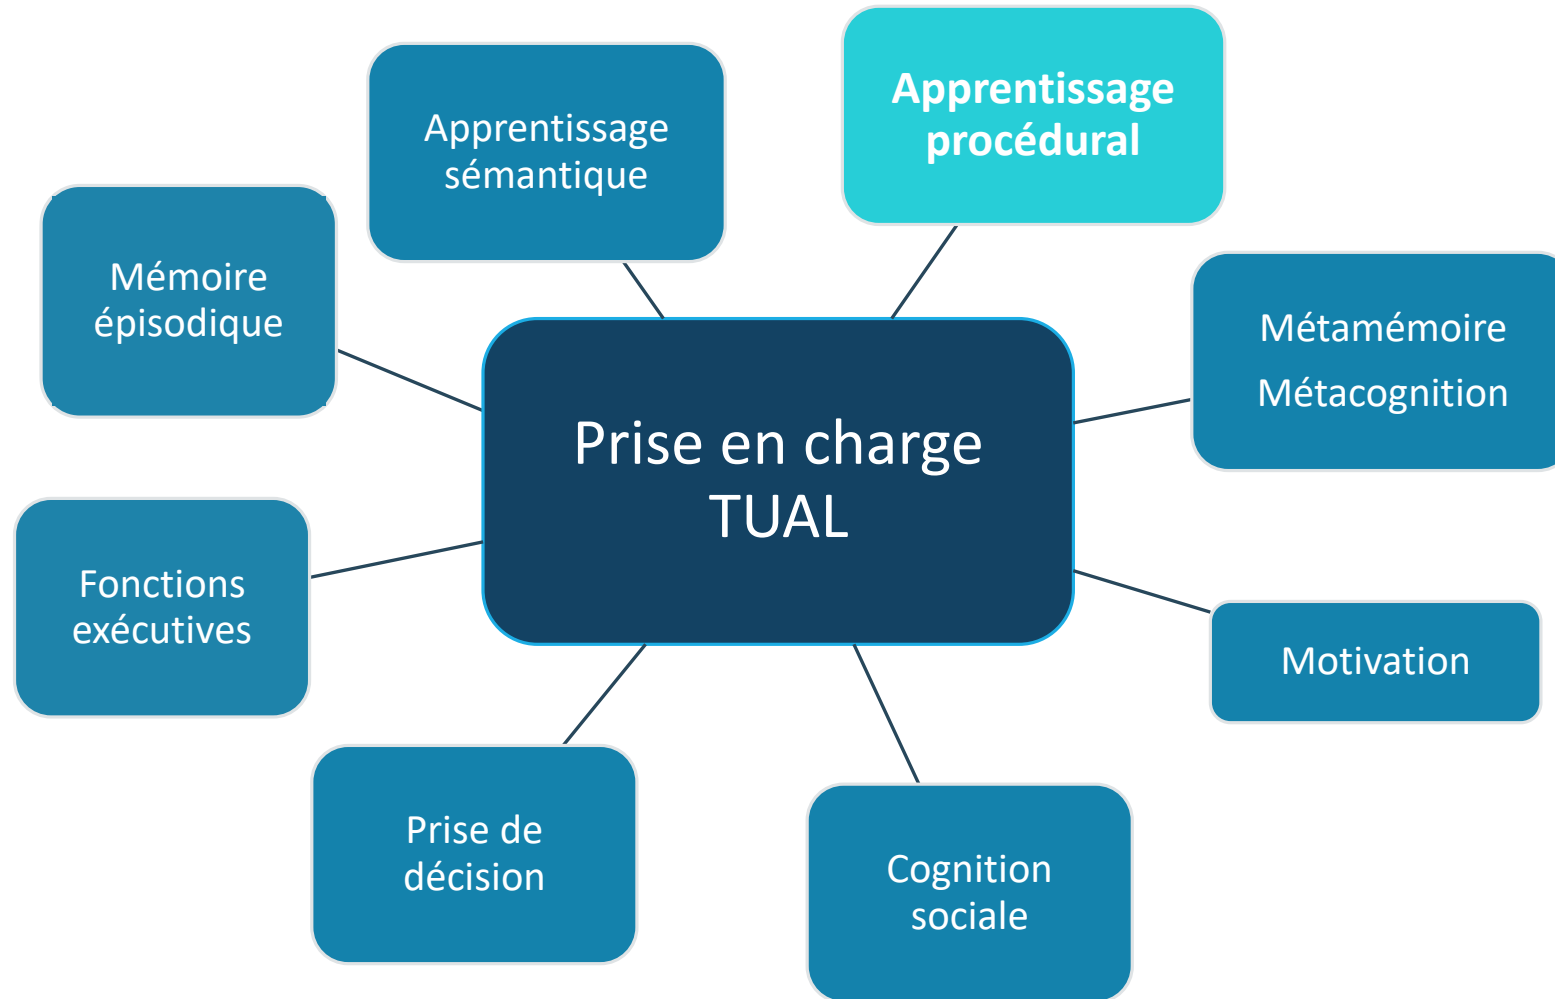 Apprentissage
procédural
Apprentissage
sémantique
Mémoire
épisodique
Métamémoire
Métacognition
Prise en charge
TUAL
Fonctions
exécutives
Motivation
Prise de
décision
Cognition
sociale